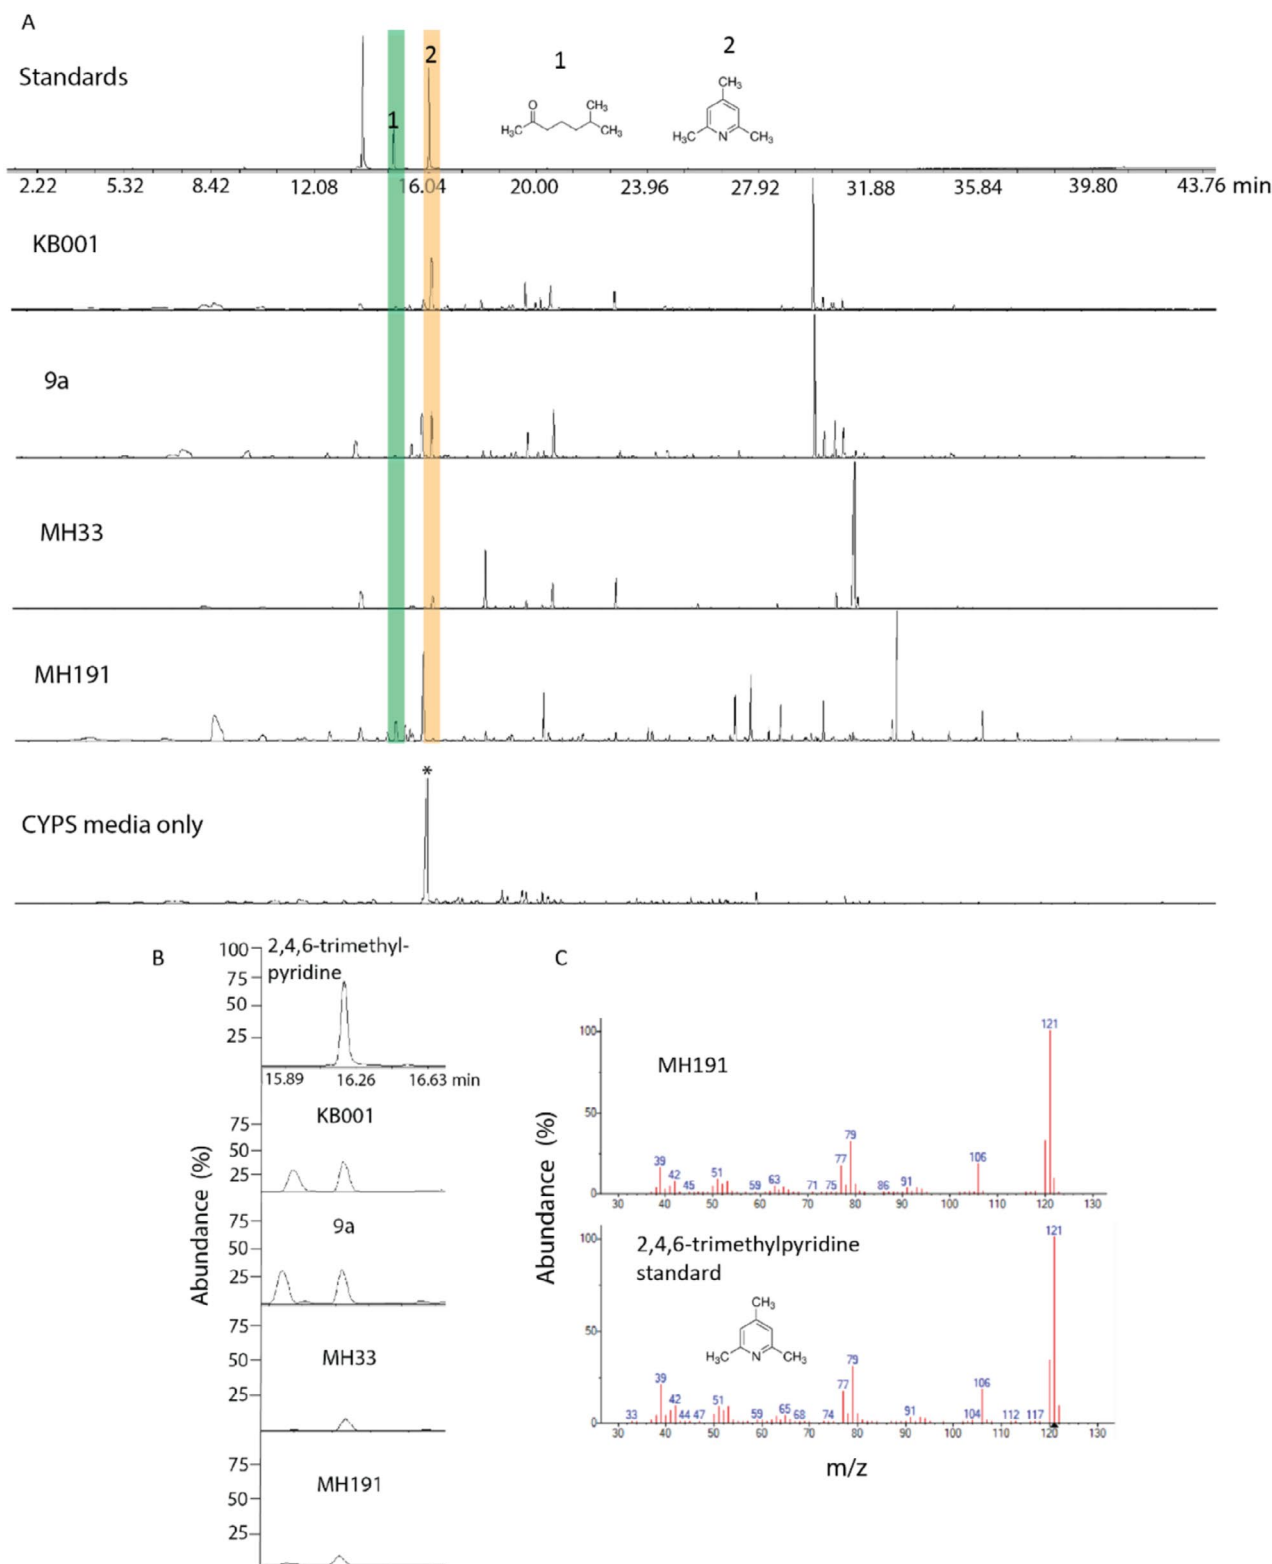 A
Standards
1
2
1
2
O
H₃C
CH₃
CH₃
CH₃
H₃C
N
CH₃
2.22 5.32 8.42 12.08 16.04 20.00 23.96 27.92 31.88 35.84 39.80 43.76 min
KB001
9a
MH33
MH191
*
CYPS media only
B
2,4,6-trimethyl-
pyridine
100
75
50
25
15.89 16.26 16.63 min
KB001
75
50
25
9a
75
50
25
MH33
75
50
25
MH191
75
50
25
Abundance (%)
C
MH191
100
50
0
39 42 45 51 59 63 71 75 77 79 86 91 106 121
30 40 50 60 70 80 90 100 110 120 130
2,4,6-trimethylpyridine
standard
CH₃
H₃C
N
CH₃
100
50
0
33 39 42 44 47 51 59 65 68 74 77 79 91 104 106 112 117 121
30 40 50 60 70 80 90 100 110 120 130
Abundance (%)
m/z